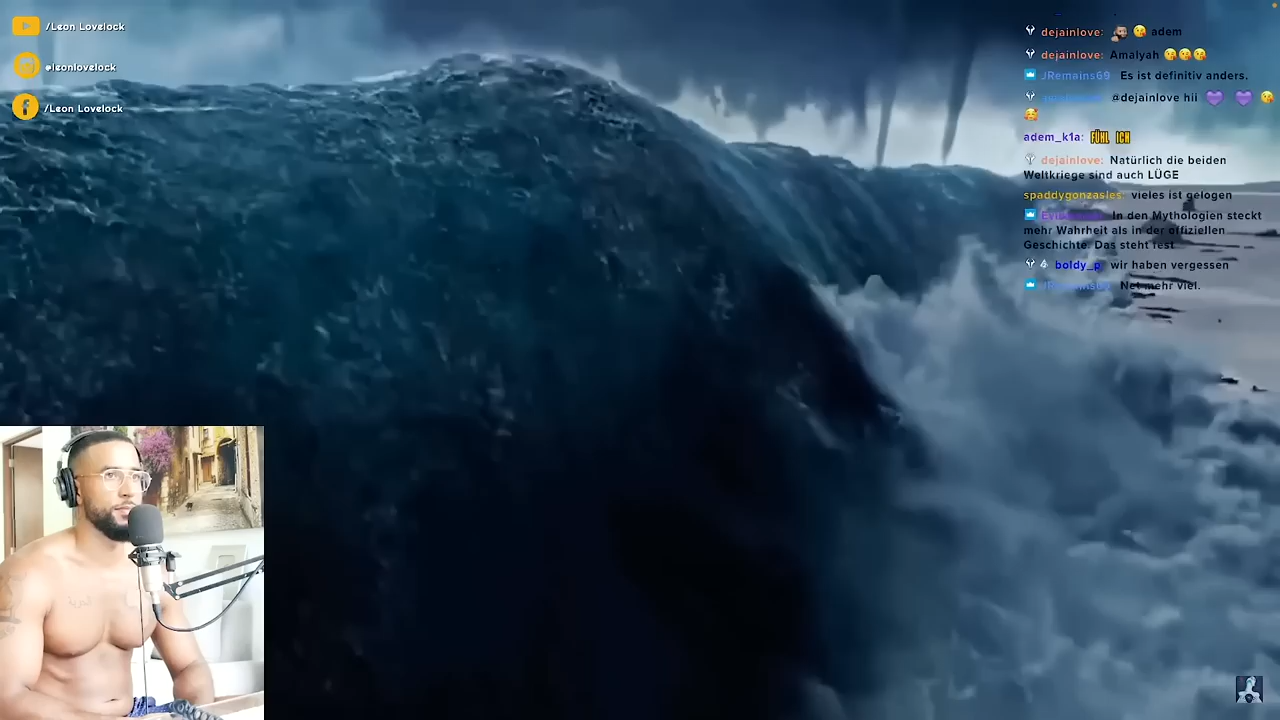 /Leon Lovelock
@leonlovelock
/Leon Lovelock
dejainlove: adem
dejainlove: Amalyah
JRemains69 Es ist definitiv anders.
@dejainlove hii
adem_k1a: FÜHL ICH
dejainlove: Natürlich die beiden
Weltkriege sind auch LÜGE
spaddygonzasles: vieles ist gelogen
In den Mythologien steckt
mehr Wahrheit als in der offiziellen
Geschichte. Das steht fest
boldy_p: wir haben vergessen
JRemains69 Net mehr viel.